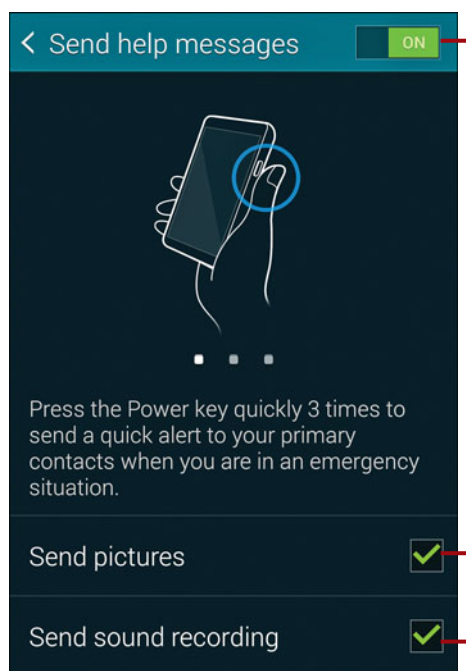 Send help messages
ON
Press the Power key quickly 3 times to
send a quick alert to your primary
contacts when you are in an emergency
situation.
Send pictures
Send sound recording